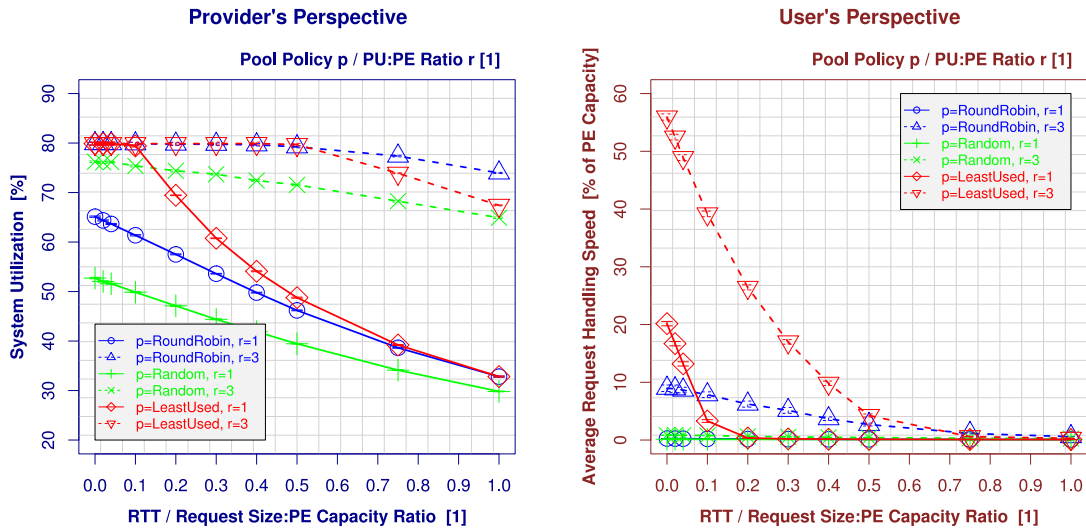 Provider's Perspective
Pool Policy p / PU:PE Ratio r [1]
System Utilization [%]
90
80
70
60
50
40
30
20
p=RoundRobin, r=1
p=RoundRobin, r=3
p=Random, r=1
p=Random, r=3
p=LeastUsed, r=1
p=LeastUsed, r=3
0.0 0.1 0.2 0.3 0.4 0.5 0.6 0.7 0.8 0.9 1.0
RTT / Request Size:PE Capacity Ratio [1]
User's Perspective
Pool Policy p / PU:PE Ratio r [1]
Average Request Handling Speed [% of PE Capacity]
60
50
40
30
20
10
0
p=RoundRobin, r=1
p=RoundRobin, r=3
p=Random, r=1
p=Random, r=3
p=LeastUsed, r=1
p=LeastUsed, r=3
0.0 0.1 0.2 0.3 0.4 0.5 0.6 0.7 0.8 0.9 1.0
RTT / Request Size:PE Capacity Ratio [1]